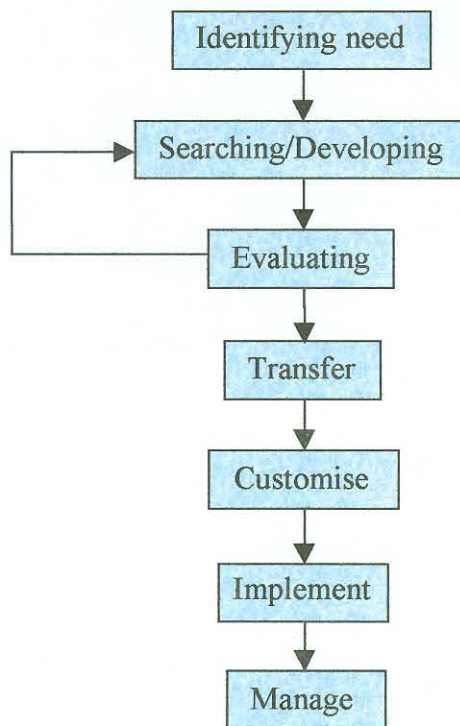 Identifying need
Searching/Developing
Evaluating
Transfer
Customise
Implement
Manage